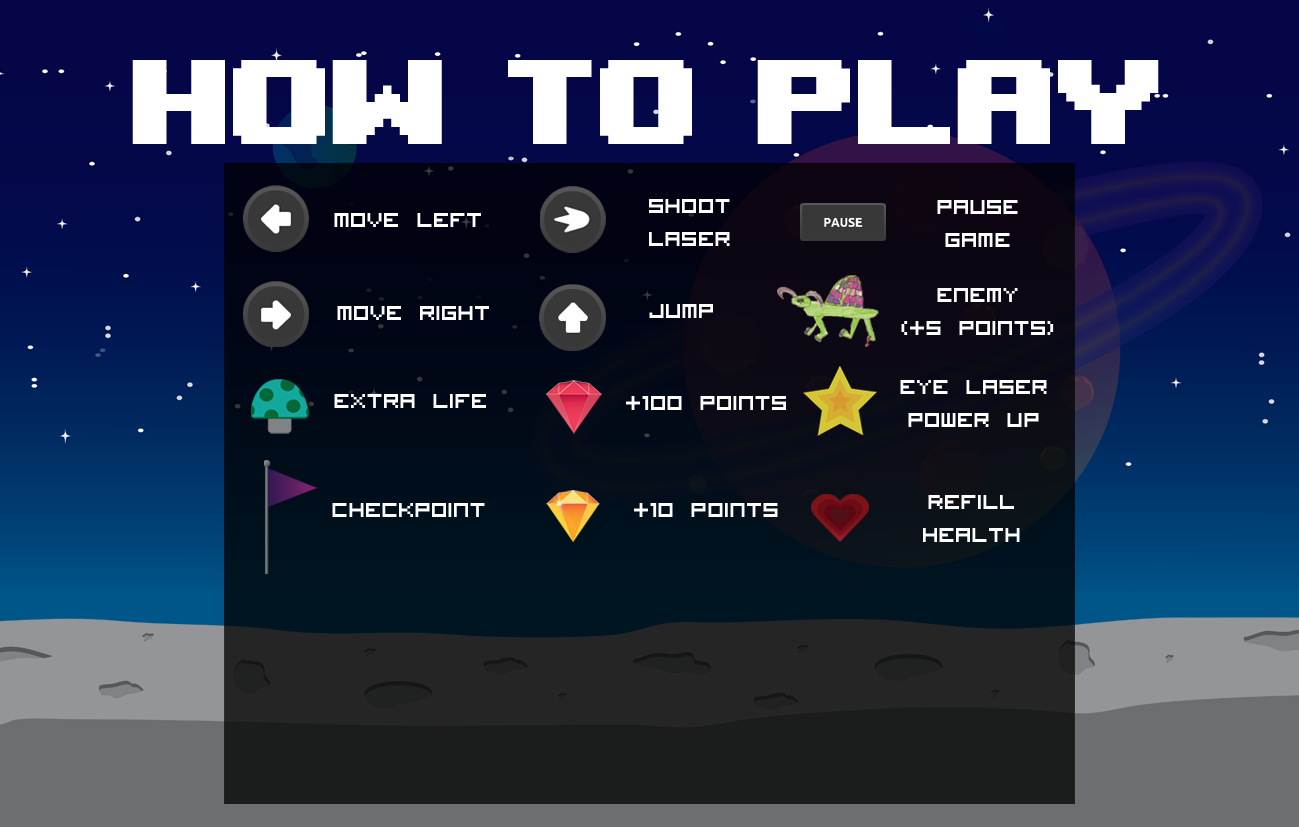 HOW TO PLAY
MOVE LEFT
SHOOT
LASER
PAUSE
PAUSE
GAME
MOVE RIGHT
JUMP
ENEMY
(+5 POINTS)
EXTRA LIFE
+100 POINTS
EYE LASER
POWER UP
CHECKPOINT
+10 POINTS
REFILL
HEALTH